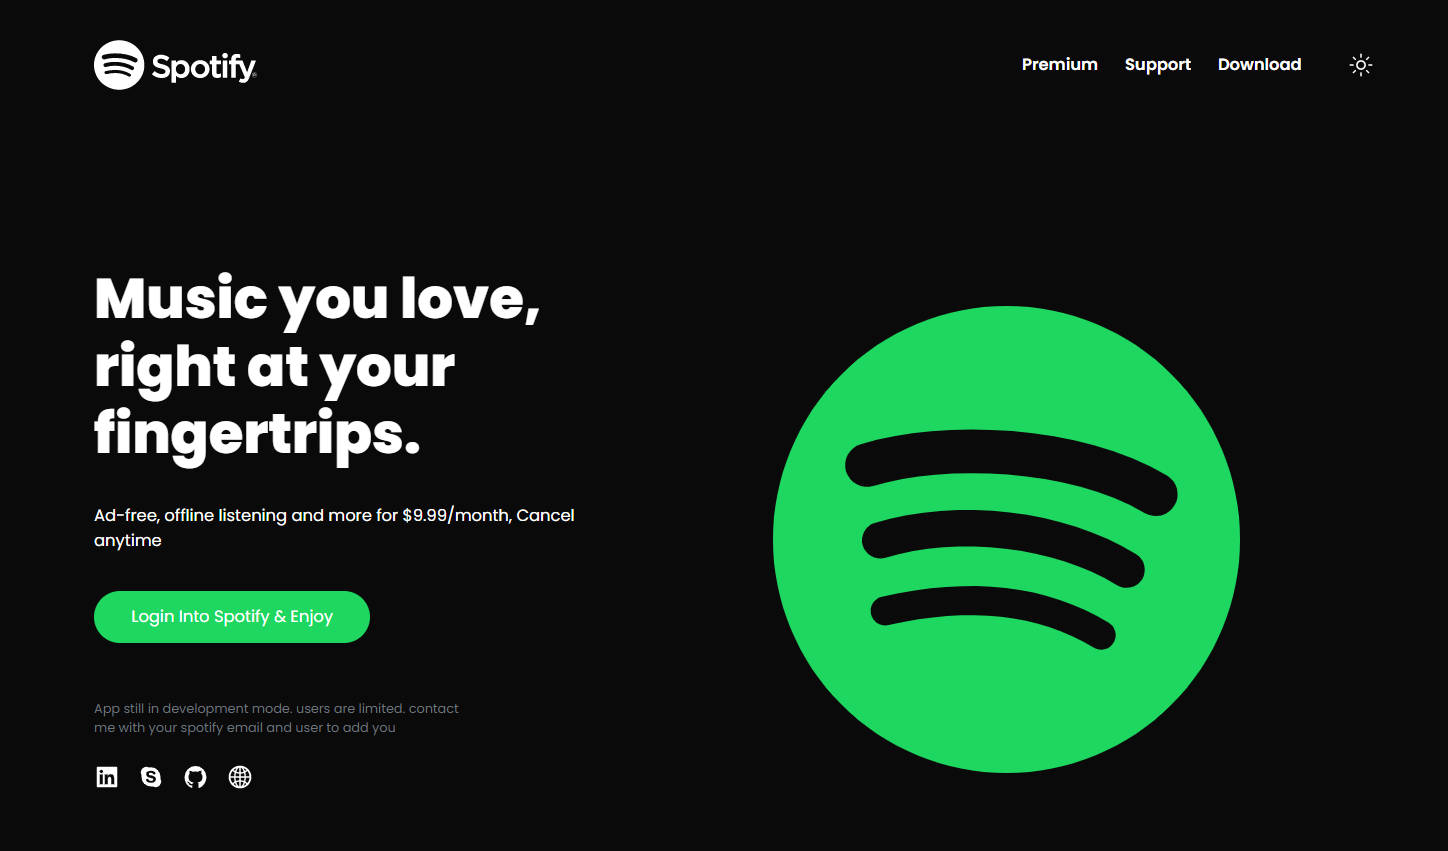 Spotify®
Premium Support Download
Music you love,
right at your
fingertrips.
Ad-free, offline listening and more for $9.99/month, Cancel
anytime
Login Into Spotify & Enjoy
App still in development mode. users are limited. contact
me with your spotify email and user to add you